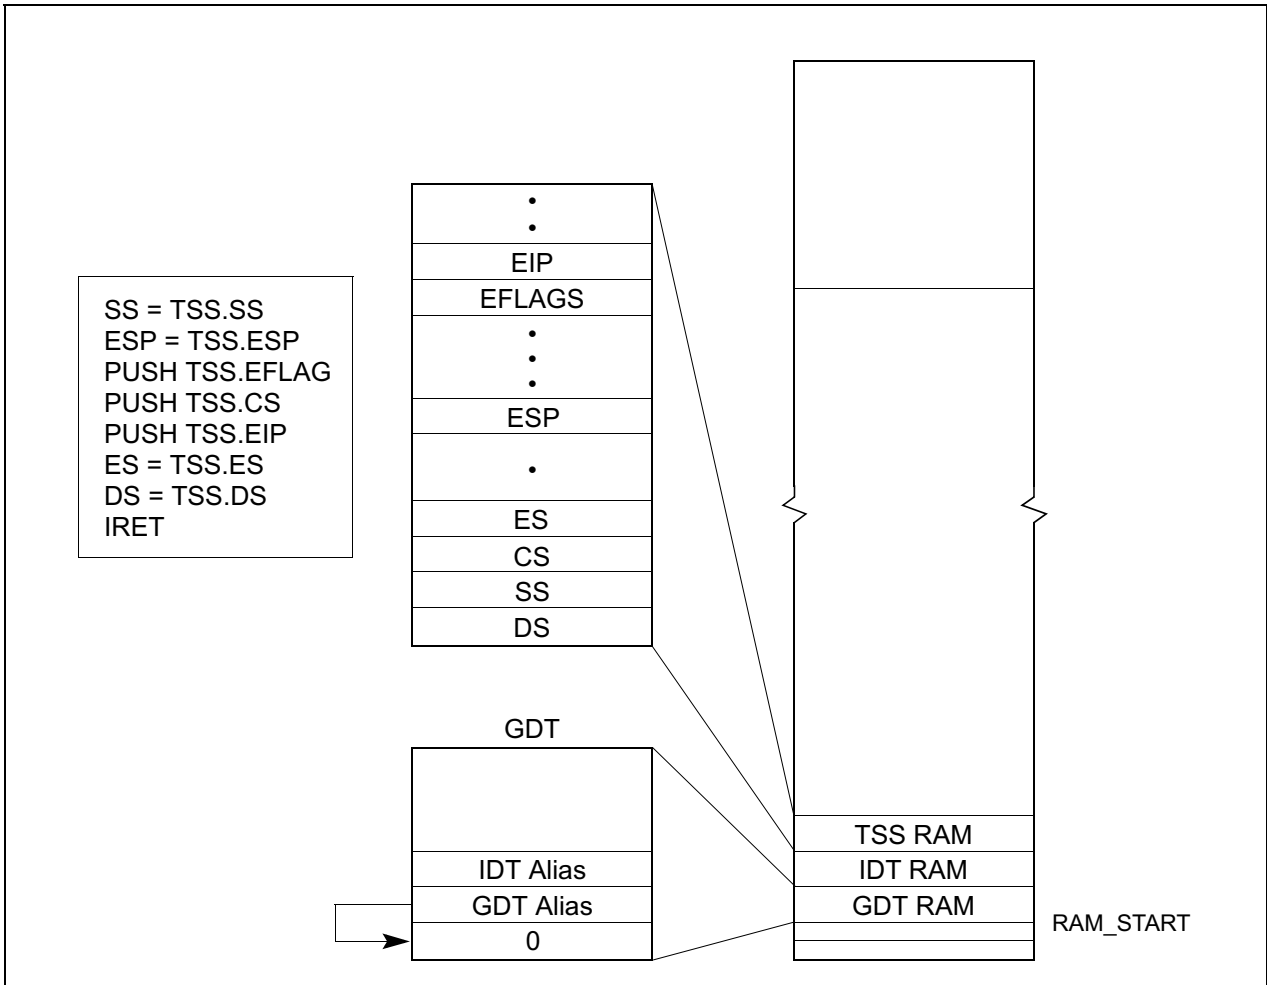 SS = TSS.SS
ESP = TSS.ESP
PUSH TSS.EFLAG
PUSH TSS.CS
PUSH TSS.EIP
ES = TSS.ES
DS = TSS.DS
IRET
EIP
EFLAGS
ESP
ES
CS
SS
DS
GDT
IDT Alias
GDT Alias
0
TSS RAM
IDT RAM
GDT RAM
RAM_START